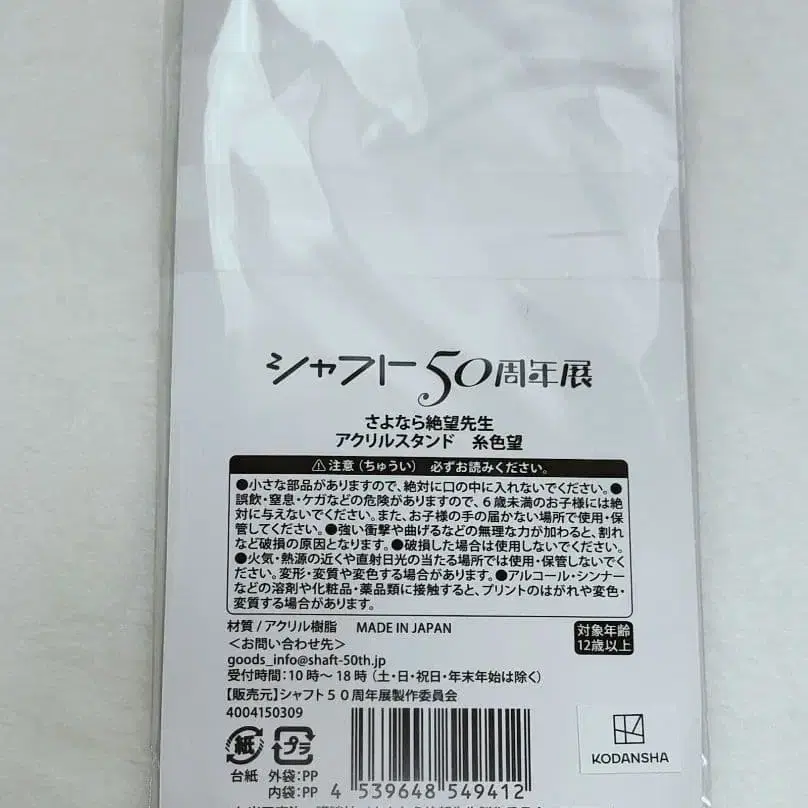 シャフト50周年展
さよなら絶望先生
アクリルスタンド　糸色望
⚠注意（ちゅうい）　必ずお読みください。
●小さな部品がありますので、絶対に口の中に入れないでください。●
誤飲・窒息・ケガなどの危険がありますので、6歳未満のお子様には絶
対に与えないでください。また、お子様の手の届かない場所で使用・保
管してください。●強い衝撃や曲げるなどの無理な力が加わると、割れ
など破損の原因となります。●破損した場合は使用しないでください。
●火気・熱源の近くや直射日光の当たる場所では使用・保管しないでく
ださい。変形・変質や変色する場合があります。●アルコール・シンナー
などの溶剤や化粧品・薬品類に接触すると、プリントのはがれや変色・
変質する場合があります。
材質 / アクリル樹脂　MADE IN JAPAN
対象年齢
12歳以上
＜お問い合わせ先＞
goods_info@shaft-50th.jp
受付時間：10時～18時（土・日・祝日・年末年始は除く）
【販売元】シャフト５０周年展製作委員会
4004150309
紙
プラ
台紙
外袋：PP
内袋：PP
4 539648 549412
KODANSHA